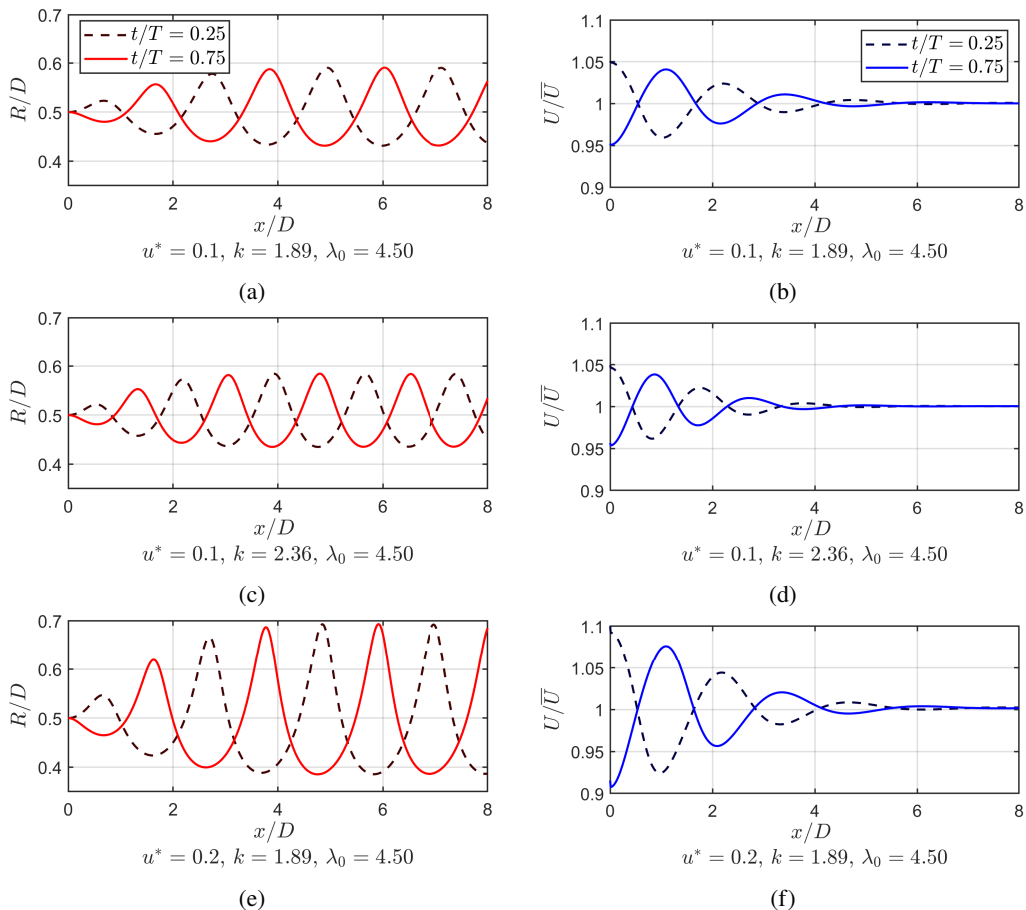 0.7
0.6
0.5
0.4
R/D
t/T = 0.25
t/T = 0.75
0 2 4 6 8
x/D
u* = 0.1, k = 1.89, λ₀ = 4.50
(a)
1.1
1.05
1
0.95
0.9
U/U̅
t/T = 0.25
t/T = 0.75
0 2 4 6 8
x/D
u* = 0.1, k = 1.89, λ₀ = 4.50
(b)
0.7
0.6
0.5
0.4
R/D
0 2 4 6 8
x/D
u* = 0.1, k = 2.36, λ₀ = 4.50
(c)
1.1
1.05
1
0.95
0.9
U/U̅
0 2 4 6 8
x/D
u* = 0.1, k = 2.36, λ₀ = 4.50
(d)
0.7
0.6
0.5
0.4
R/D
0 2 4 6 8
x/D
u* = 0.2, k = 1.89, λ₀ = 4.50
(e)
1.1
1.05
1
0.95
0.9
U/U̅
0 2 4 6 8
x/D
u* = 0.2, k = 1.89, λ₀ = 4.50
(f)